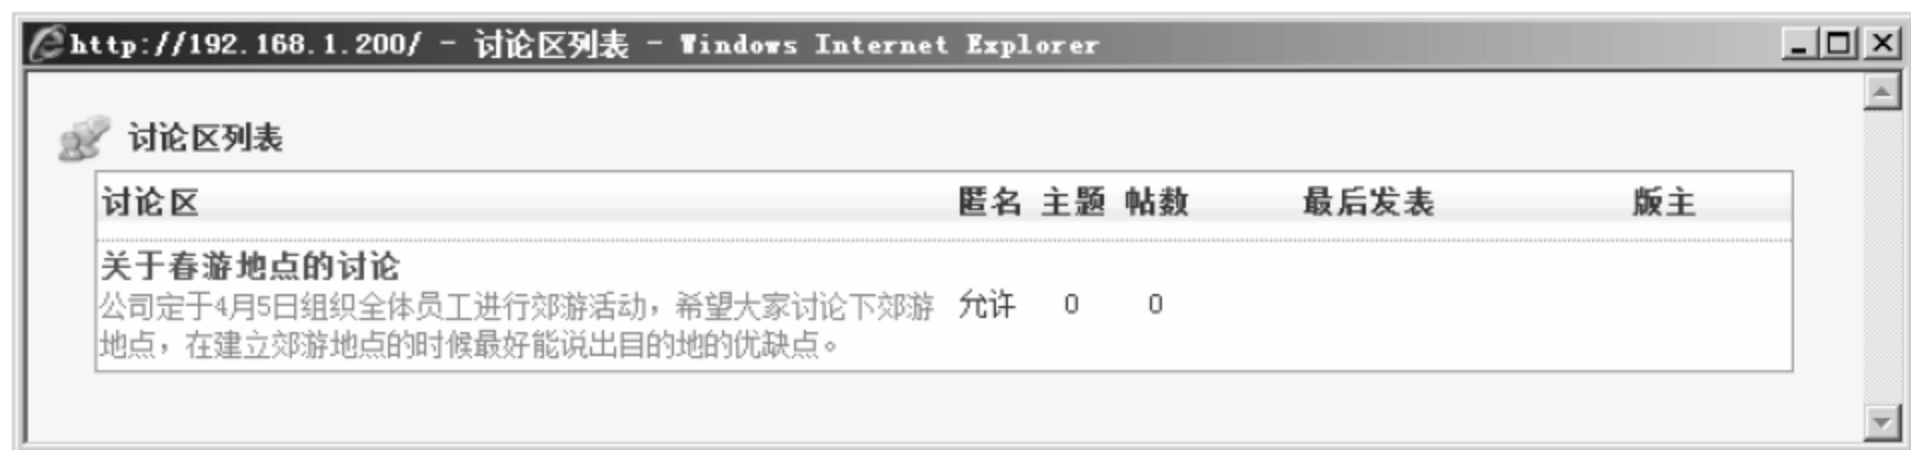 http://192.168.1.200/ - 讨论区列表 - Windows Internet Explorer
讨论区列表
讨论区 匿名 主题 帖数 最后发表 版主
关于春游地点的讨论
公司定于4月5日组织全体员工进行郊游活动，希望大家讨论下郊游 允许 0 0
地点，在建立郊游地点的时候最好能说出目的地的优缺点。